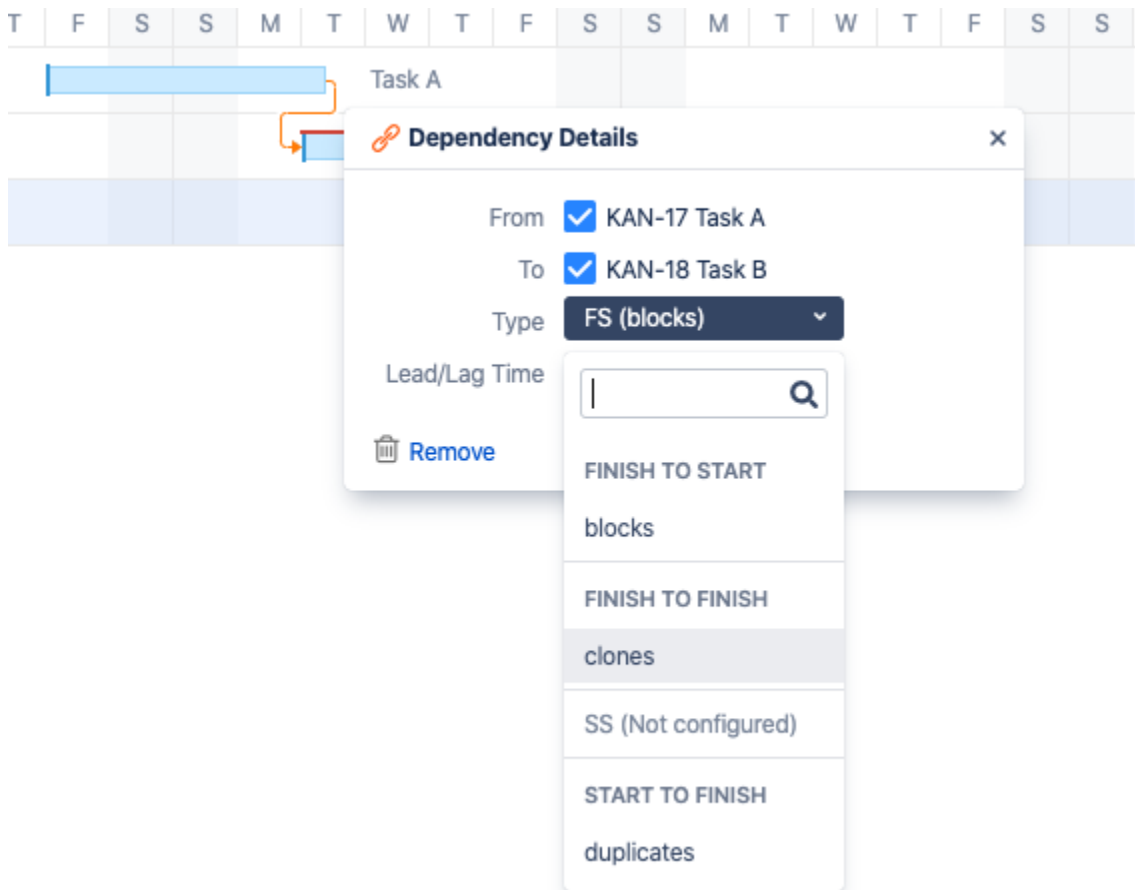 T F S S M T W T F S S M T W T F S S
Task A
Dependency Details
From KAN-17 Task A
To KAN-18 Task B
Type FS (blocks)
Lead/Lag Time
Remove
FINISH TO START
blocks
FINISH TO FINISH
clones
SS (Not configured)
START TO FINISH
duplicates